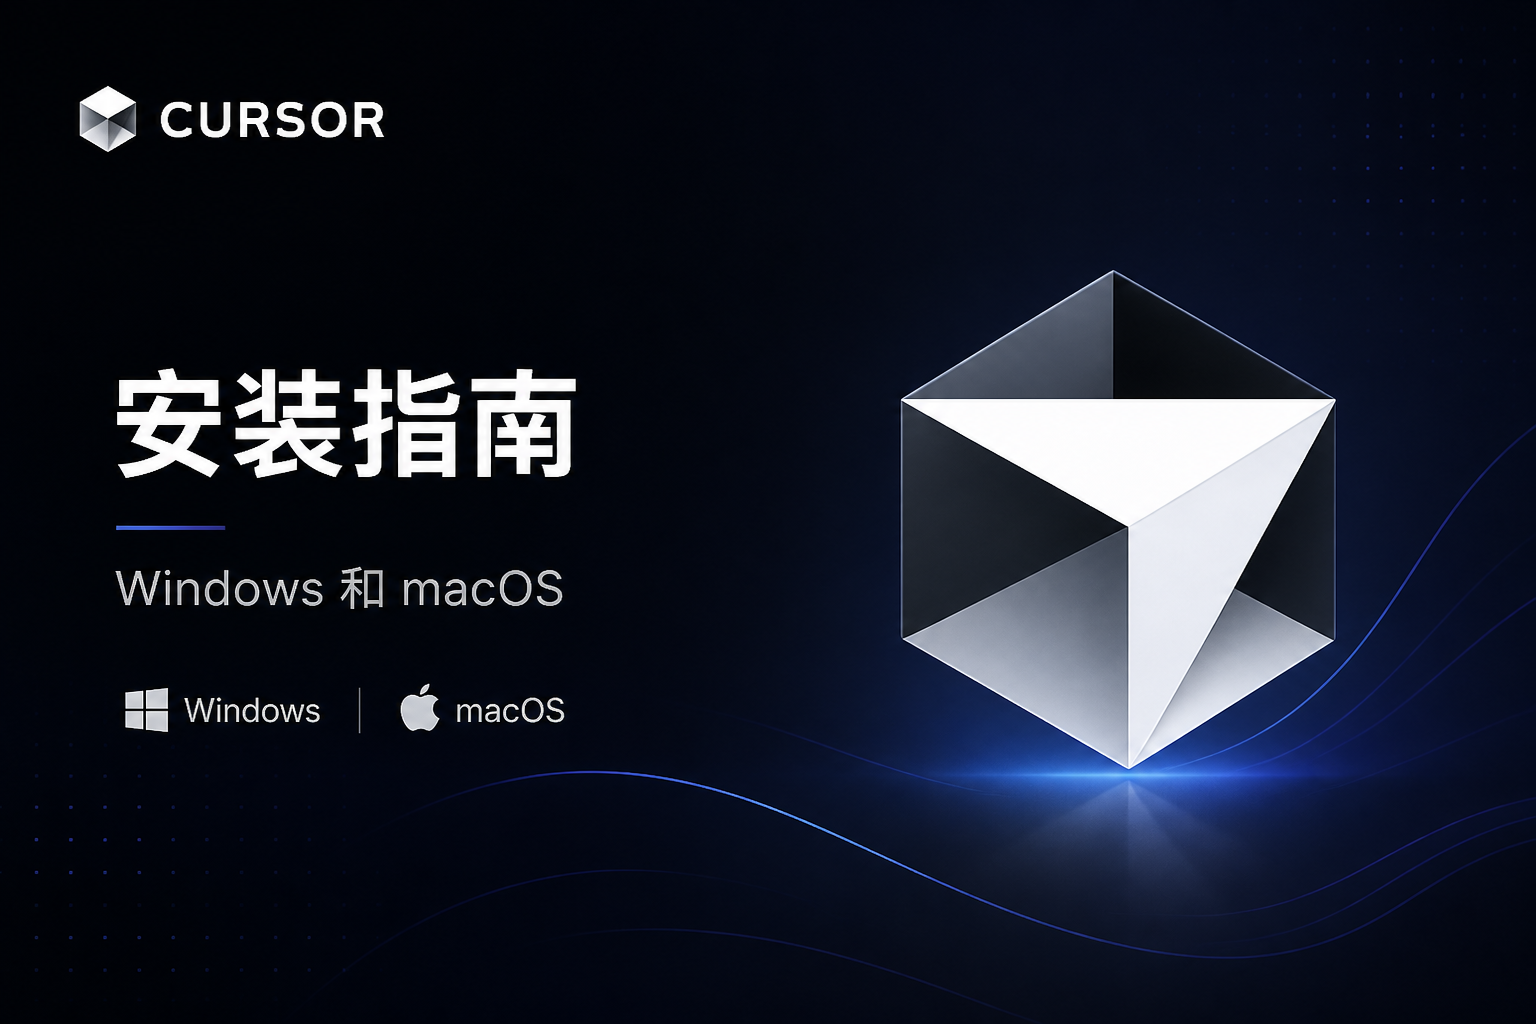 CURSOR
安装指南
Windows 和 macOS
Windows | macOS